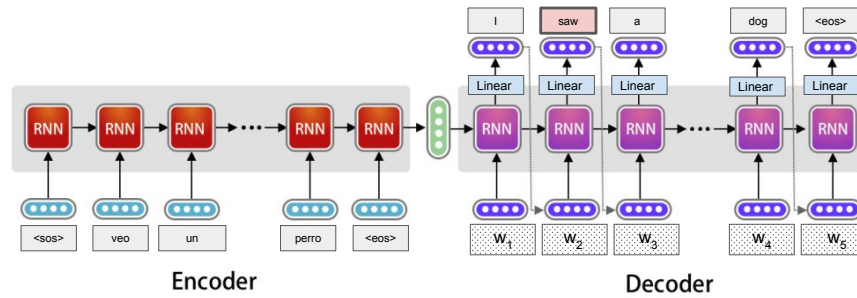 I saw a dog <eos>
Linear Linear Linear Linear Linear
RNN RNN RNN RNN RNN RNN RNN RNN RNN RNN
<sos> veo un perro <eos>
W1 W2 W3 W4 W5
Encoder Decoder